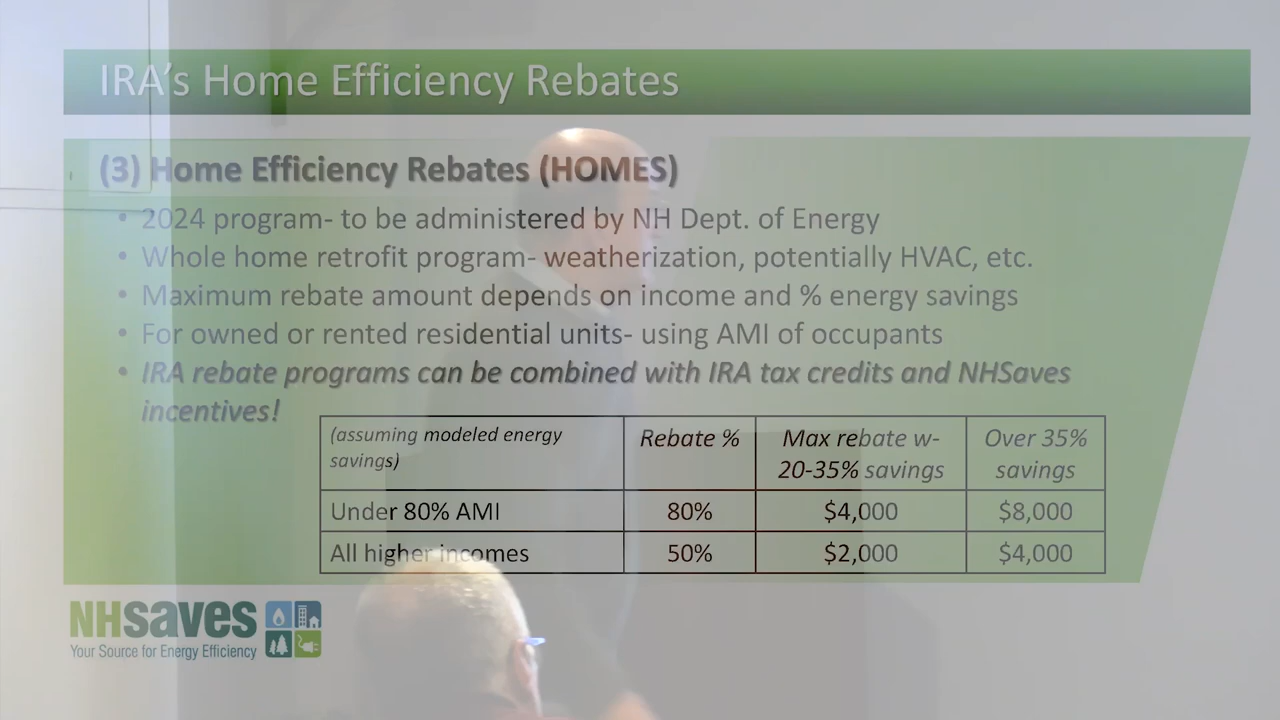 IRA's Home Efficiency Rebates
(3) Home Efficiency Rebates (HOMES)
• 2024 program- to be administered by NH Dept. of Energy
• Whole home retrofit program- weatherization, potentially HVAC, etc.
• Maximum rebate amount depends on income and % energy savings
• For owned or rented residential units- using AMI of occupants
• IRA rebate programs can be combined with IRA tax credits and NHSaves
incentives!
(assuming modeled energy
savings)
Rebate %
Max rebate w-
20-35% savings
Over 35%
savings
Under 80% AMI 80% $4,000 $8,000
All higher incomes 50% $2,000 $4,000
NHsaves
Your Source for Energy Efficiency